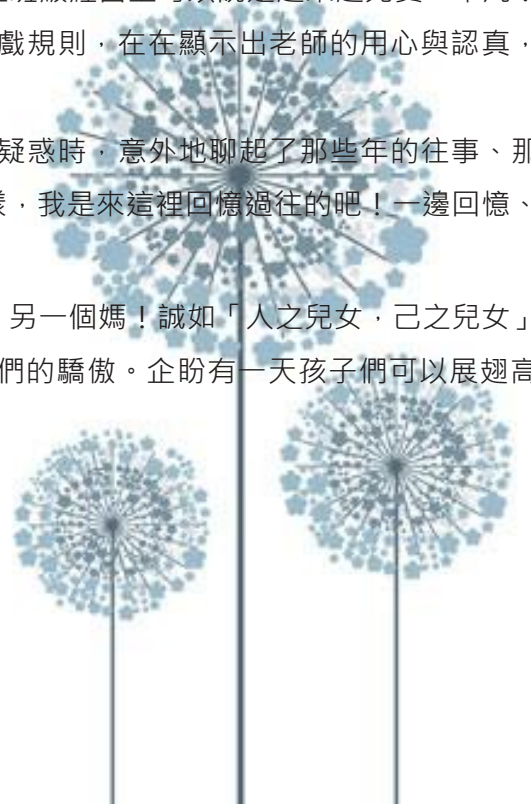 戲規則，在在顯示出老師的用心與認真，
疑惑時，意外地聊起了那些年的往事、那
，我是來這裡回憶過往的吧！一邊回憶、
另一個媽！誠如「人之兒女，己之兒女」
們的驕傲。企盼有一天孩子們可以展翅高